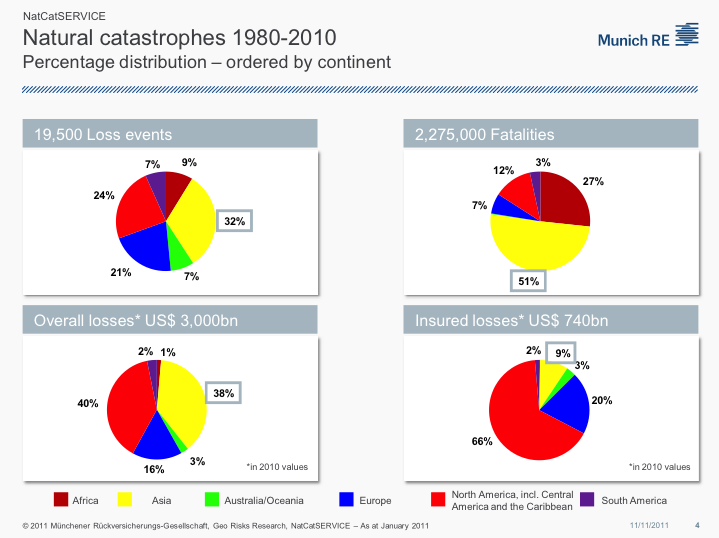 NatCatSERVICE
Natural catastrophes 1980-2010
Percentage distribution – ordered by continent
Munich RE
19,500 Loss events
7%
9%
24%
32%
21%
7%
2,275,000 Fatalities
3%
12%
27%
7%
51%
Overall losses* US$ 3,000bn
2%
1%
38%
40%
3%
16%
*in 2010 values
Insured losses* US$ 740bn
2%
9%
3%
20%
66%
*in 2010 values
Africa
Asia
Australia/Oceania
Europe
North America, incl. Central
America and the Caribbean
South America
© 2011 Münchener Rückversicherungs-Gesellschaft, Geo Risks Research, NatCatSERVICE – As at January 2011
11/11/2011
4